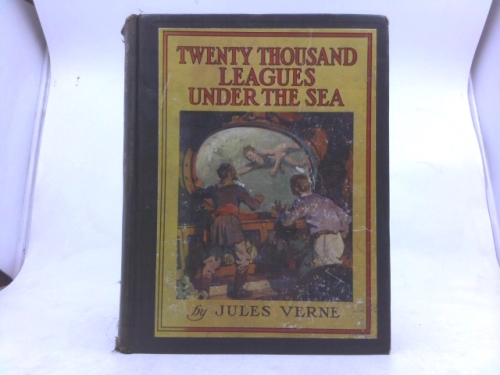 TWENTY THOUSAND
LEAGUES
UNDER THE SEA
by JULES VERNE